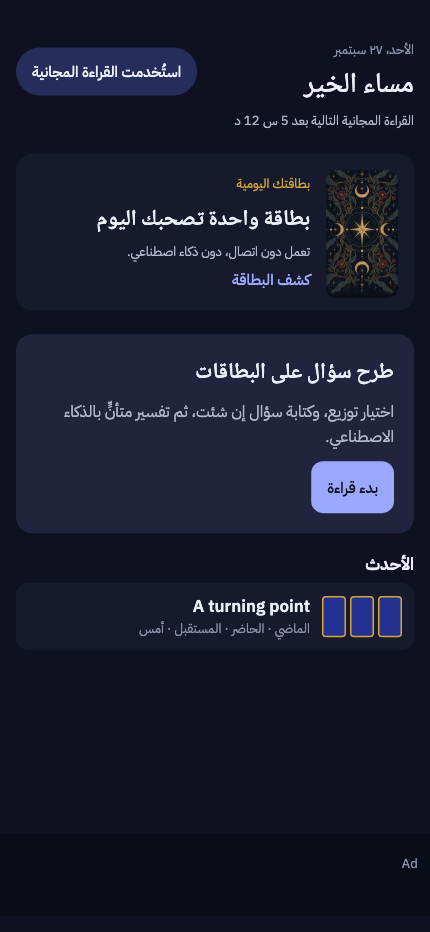 الأحد، ٢٧ سبتمبر
مساء الخير
القراءة المجانية التالية بعد 5 س 12 د
استُخدمت القراءة المجانية
بطاقتك اليومية
بطاقة واحدة تصحبك اليوم
تعمل دون اتصال، دون ذكاء اصطناعي.
كشف البطاقة
طرح سؤال على البطاقات
اختيار توزيع، وكتابة سؤال إن شئت، ثم تفسير متأنٍّ بالذكاء
الاصطناعي.
بدء قراءة
الأحدث
A turning point
الماضي · الحاضر · المستقبل · أمس
Ad